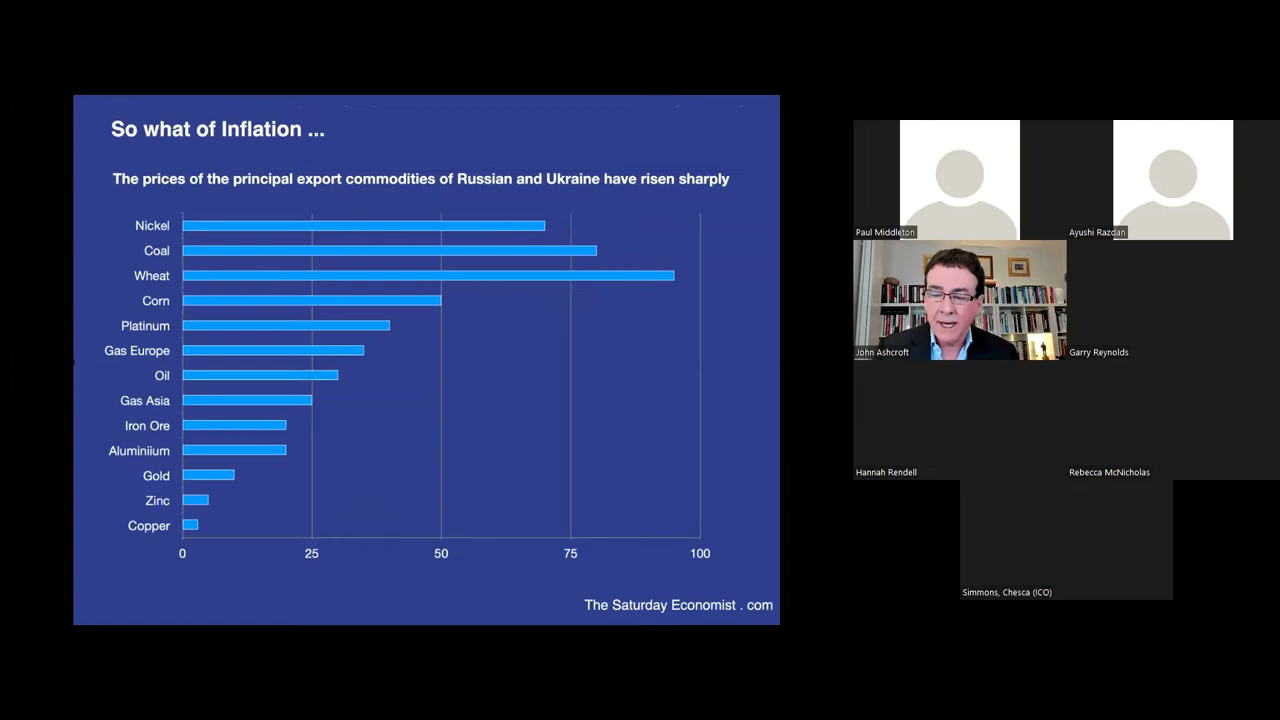 So what of Inflation ...
The prices of the principal export commodities of Russian and Ukraine have risen sharply
Nickel
Coal
Wheat
Corn
Platinum
Gas Europe
Oil
Gas Asia
Iron Ore
Aluminiium
Gold
Zinc
Copper
0 25 50 75 100
The Saturday Economist . com
Paul Middleton
Ayushi Razdan
John Ashcroft
Garry Reynolds
Hannah Rendell
Rebecca McNicholas
Simmons, Chesca (ICO)